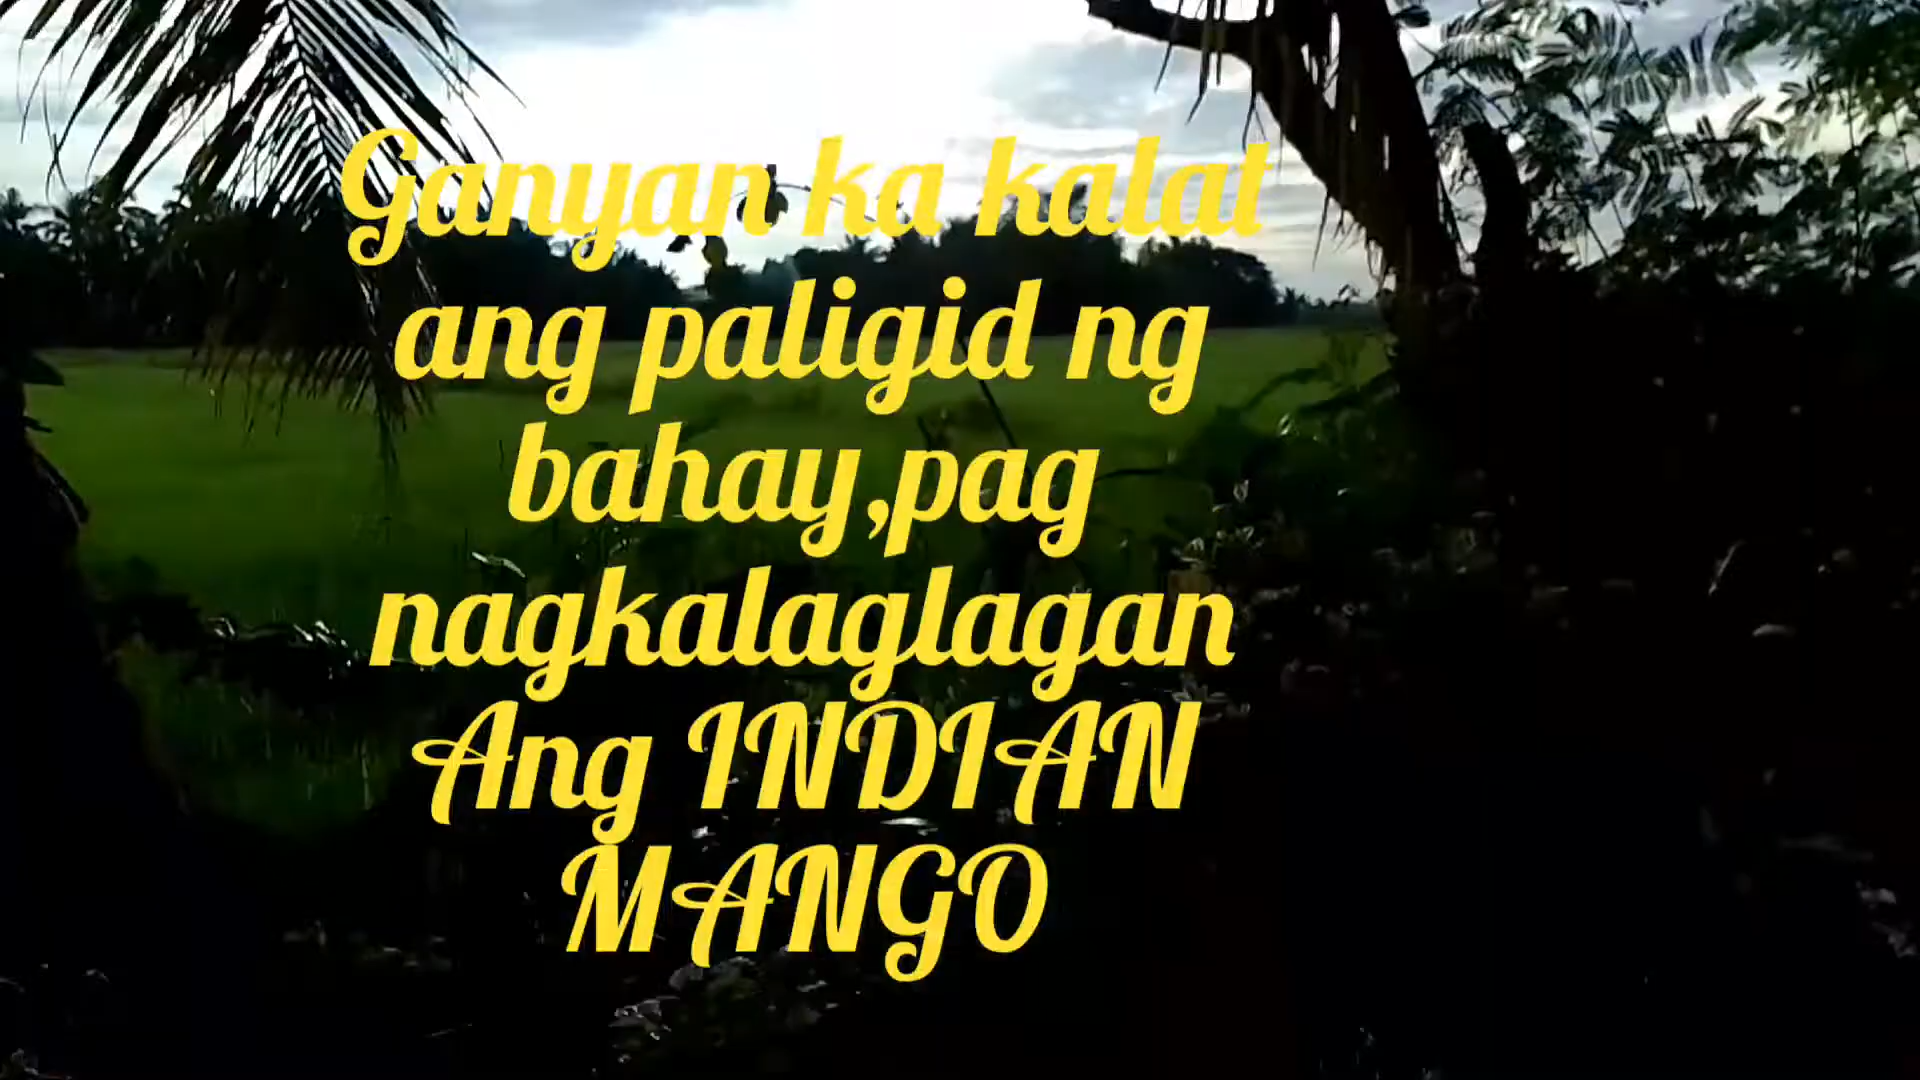 Ganyan ka kalat
ang paligid ng
bahay,pag
nagkalaglagan
Ang INDIAN
MANGO